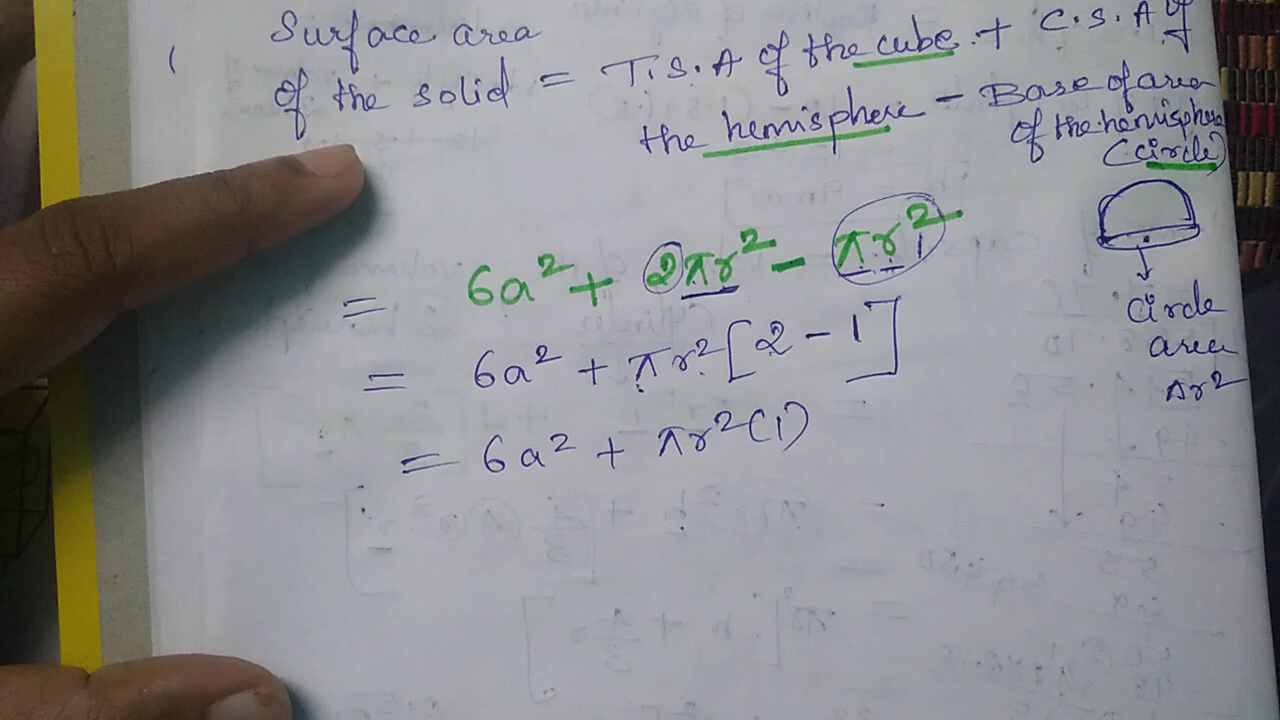 Surface area
of the solid = T.S.A of the cube + C.S.A of
the hemisphere - Base of area
of the hemisphere
(circle)
= 6a² + 2πr² - πr²
= 6a² + πr² [2 - 1]
= 6a² + πr² (1)
Circle
area
πr²